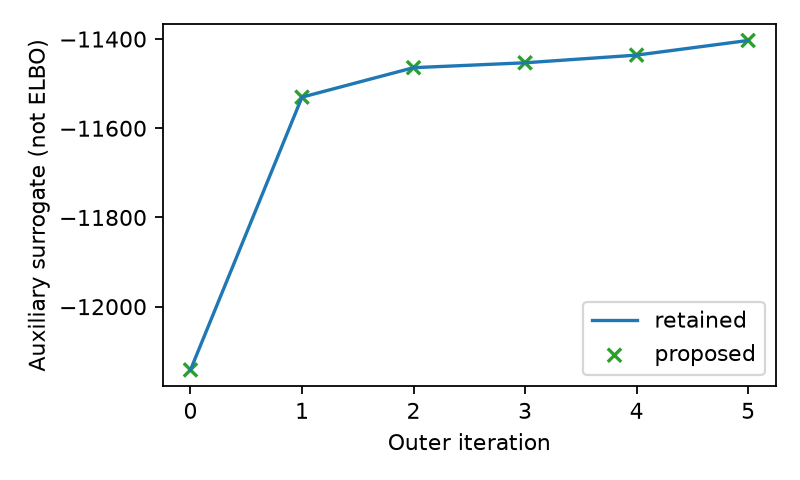 −11400
−11600
−11800
−12000
Auxiliary surrogate (not ELBO)
retained
proposed
0 1 2 3 4 5
Outer iteration